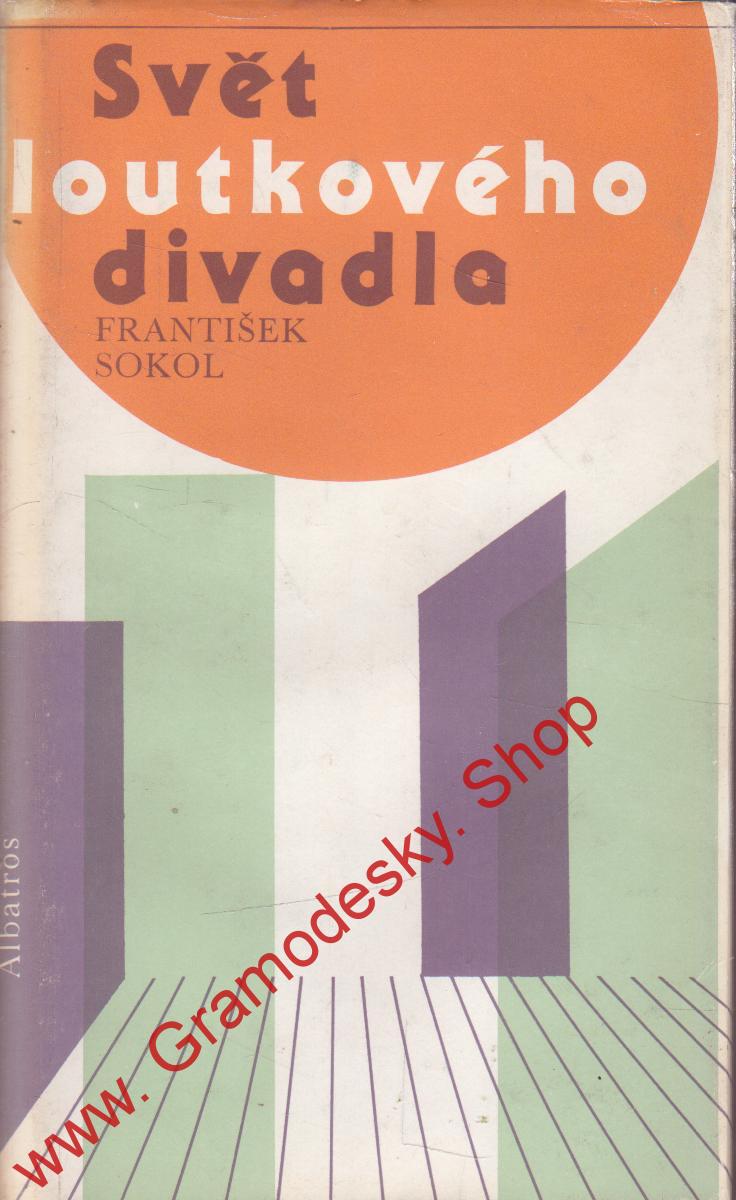 Svět
loutkového
divadla
FRANTIŠEK
SOKOL
Albatros
www. Gramodesky. Shop